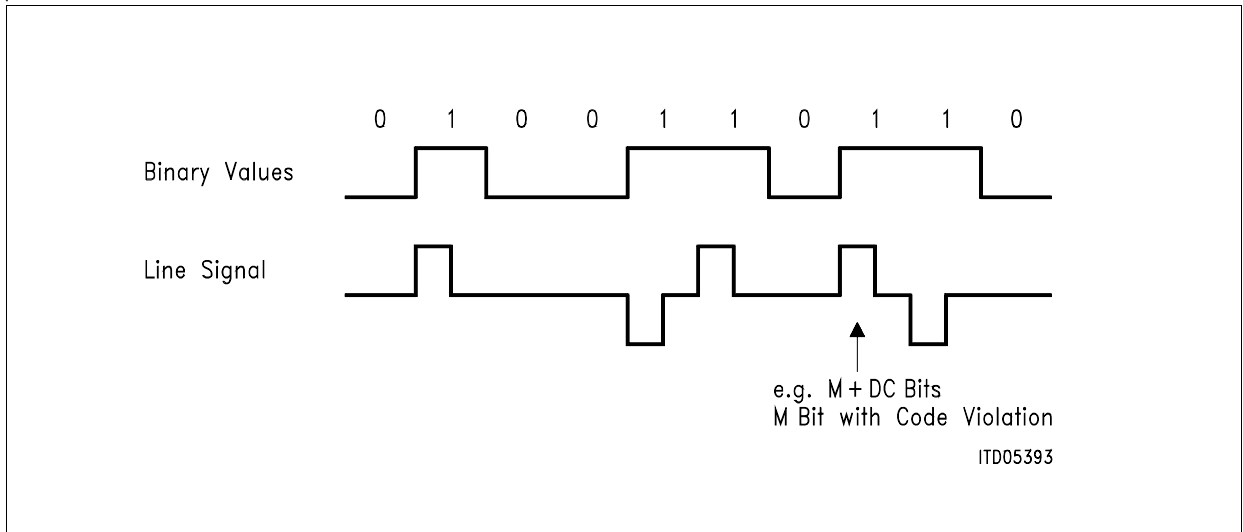 0 1 0 0 1 1 0 1 1 0
Binary Values
Line Signal
e.g. M + DC Bits
M Bit with Code Violation
ITD05393